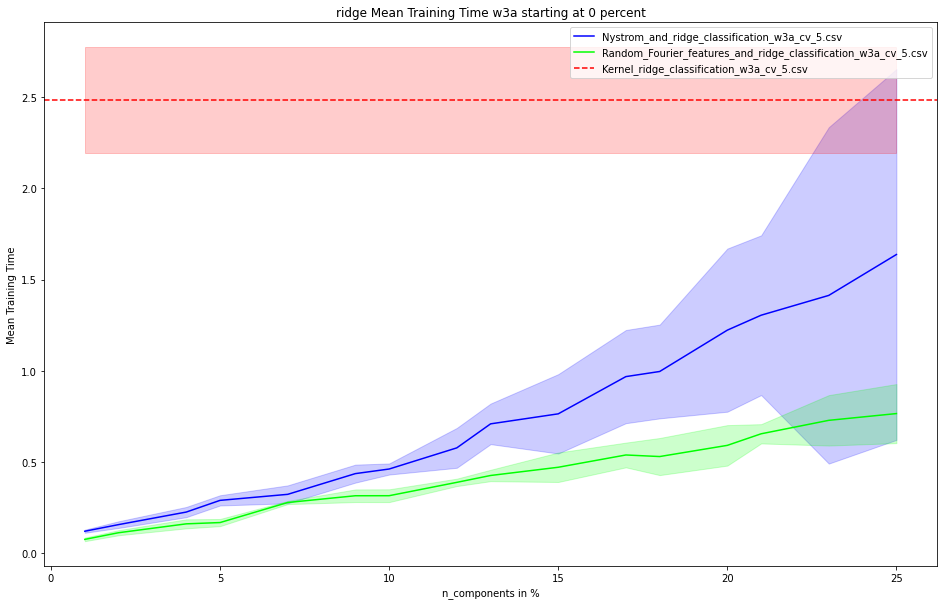 ridge Mean Training Time w3a starting at 0 percent
Nystrom_and_ridge_classification_w3a_cv_5.csv
Random_Fourier_features_and_ridge_classification_w3a_cv_5.csv
Kernel_ridge_classification_w3a_cv_5.csv
Mean Training Time
2.5
2.0
1.5
1.0
0.5
0.0
0 5 10 15 20 25
n_components in %